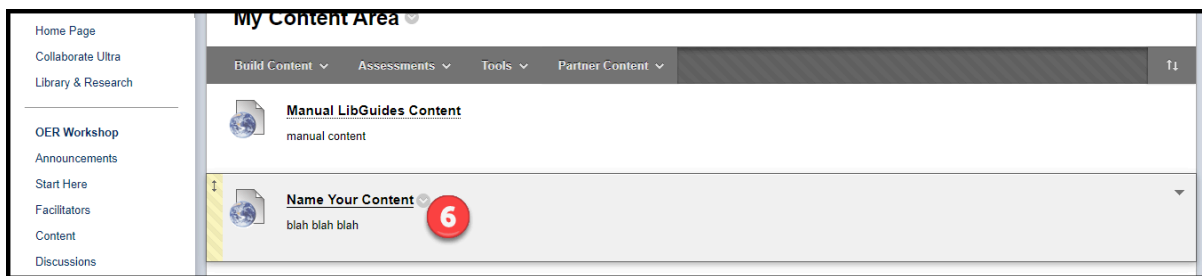 Home Page
Collaborate Ultra
Library & Research
OER Workshop
Announcements
Start Here
Facilitators
Content
Discussions
My Content Area
Build Content Assessments Tools Partner Content
Manual LibGuides Content
manual content
Name Your Content
6
blah blah blah